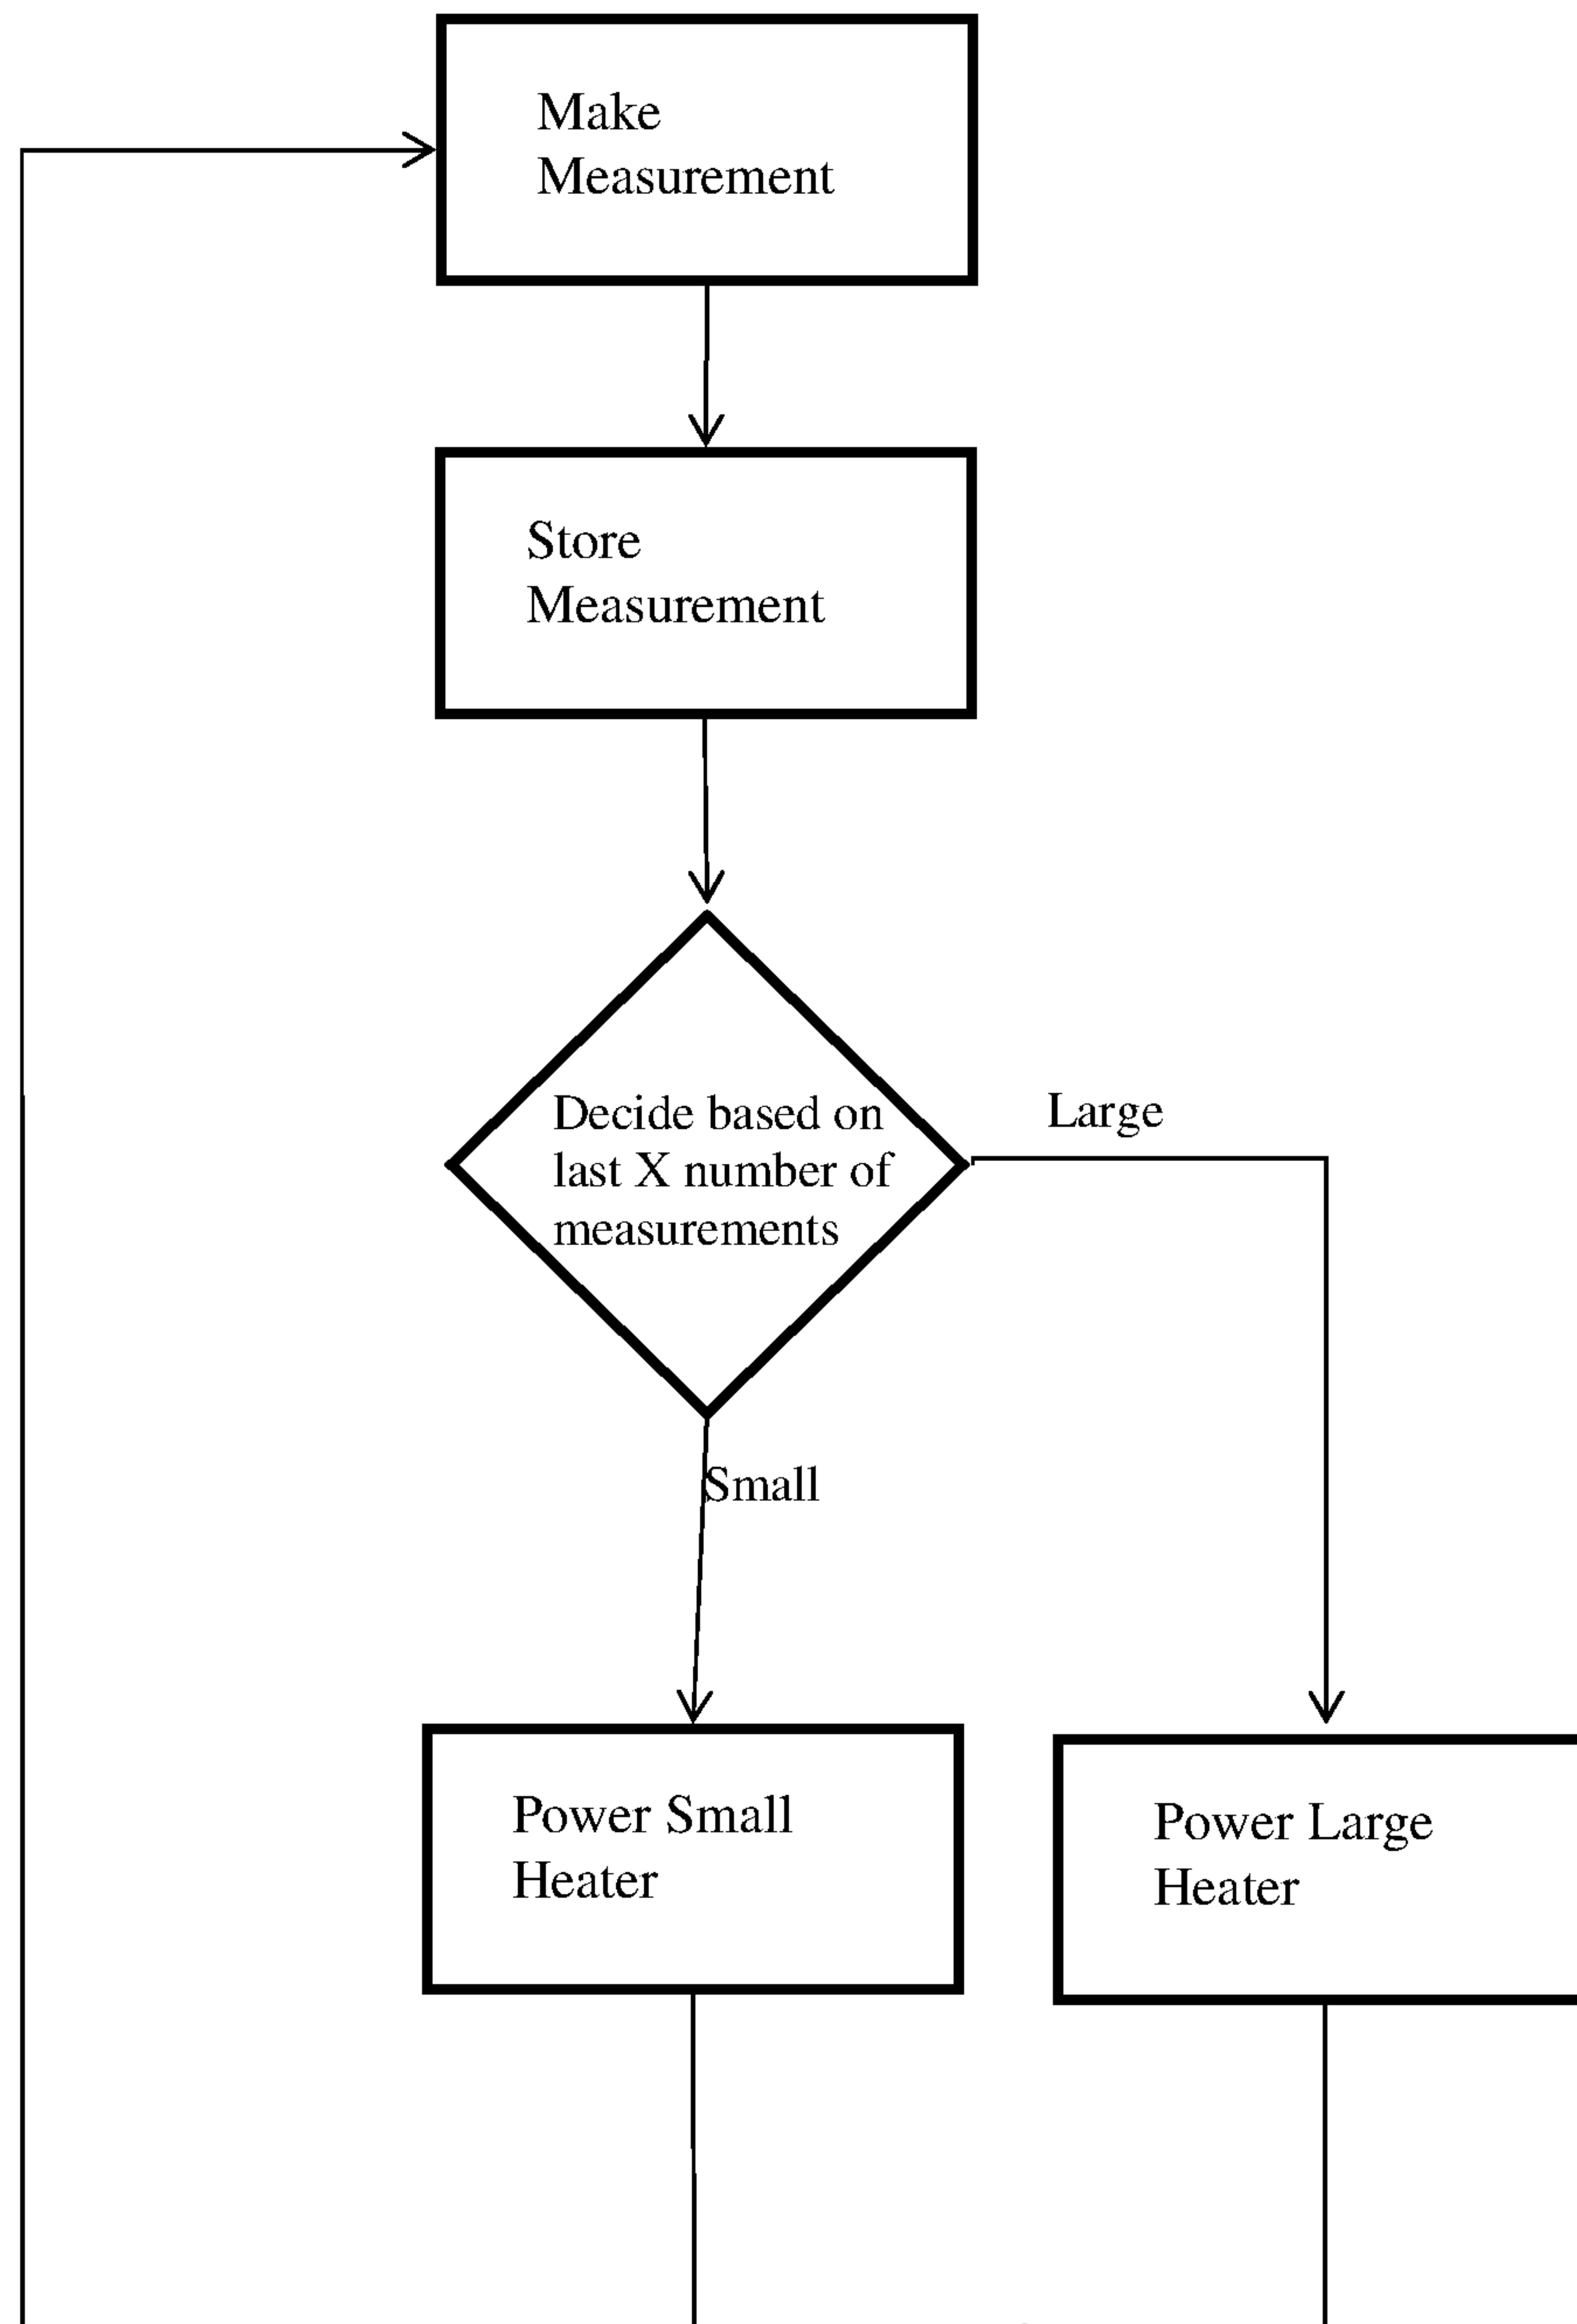 Make
Measurement
Store
Measurement
Decide based on
last X number of
measurements
Large
Small
Power Small
Heater
Power Large
Heater